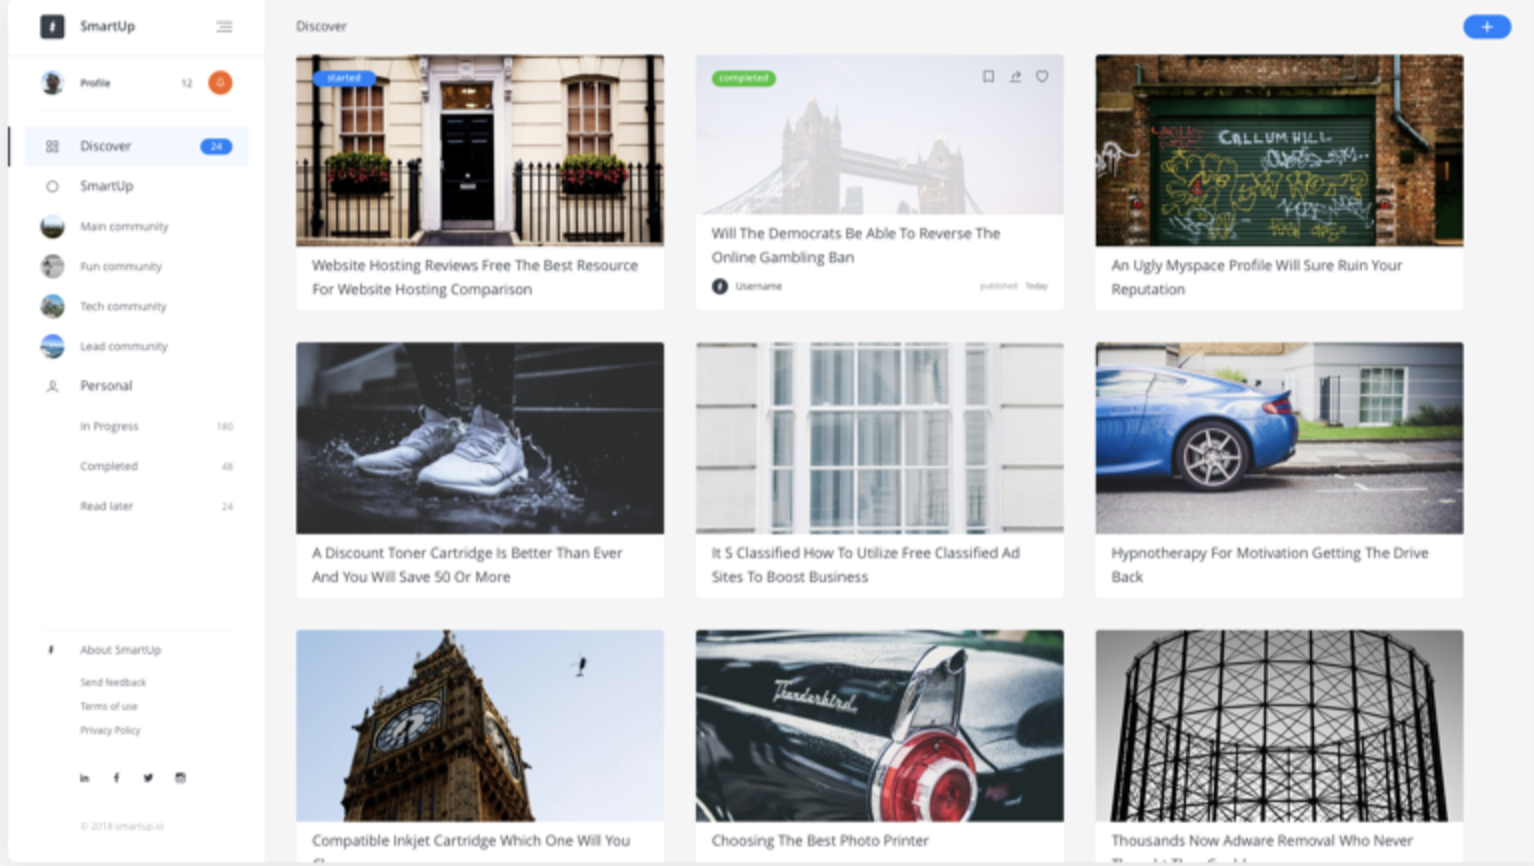 SmartUp
Profile 12
Discover 24
SmartUp
Main community
Fun community
Tech community
Lead community
Personal
In Progress 180
Completed 48
Read later 24
About SmartUp
Send feedback
Terms of use
Privacy Policy
© 2018 smartup.io
Discover
started
Website Hosting Reviews Free The Best Resource
For Website Hosting Comparison
completed
Will The Democrats Be Able To Reverse The
Online Gambling Ban
Username published Today
CALLUM HILL
An Ugly Myspace Profile Will Sure Ruin Your
Reputation
A Discount Toner Cartridge Is Better Than Ever
And You Will Save 50 Or More
It S Classified How To Utilize Free Classified Ad
Sites To Boost Business
Hypnotherapy For Motivation Getting The Drive
Back
Compatible Inkjet Cartridge Which One Will You
Thunderbird
Choosing The Best Photo Printer
Thousands Now Adware Removal Who Never